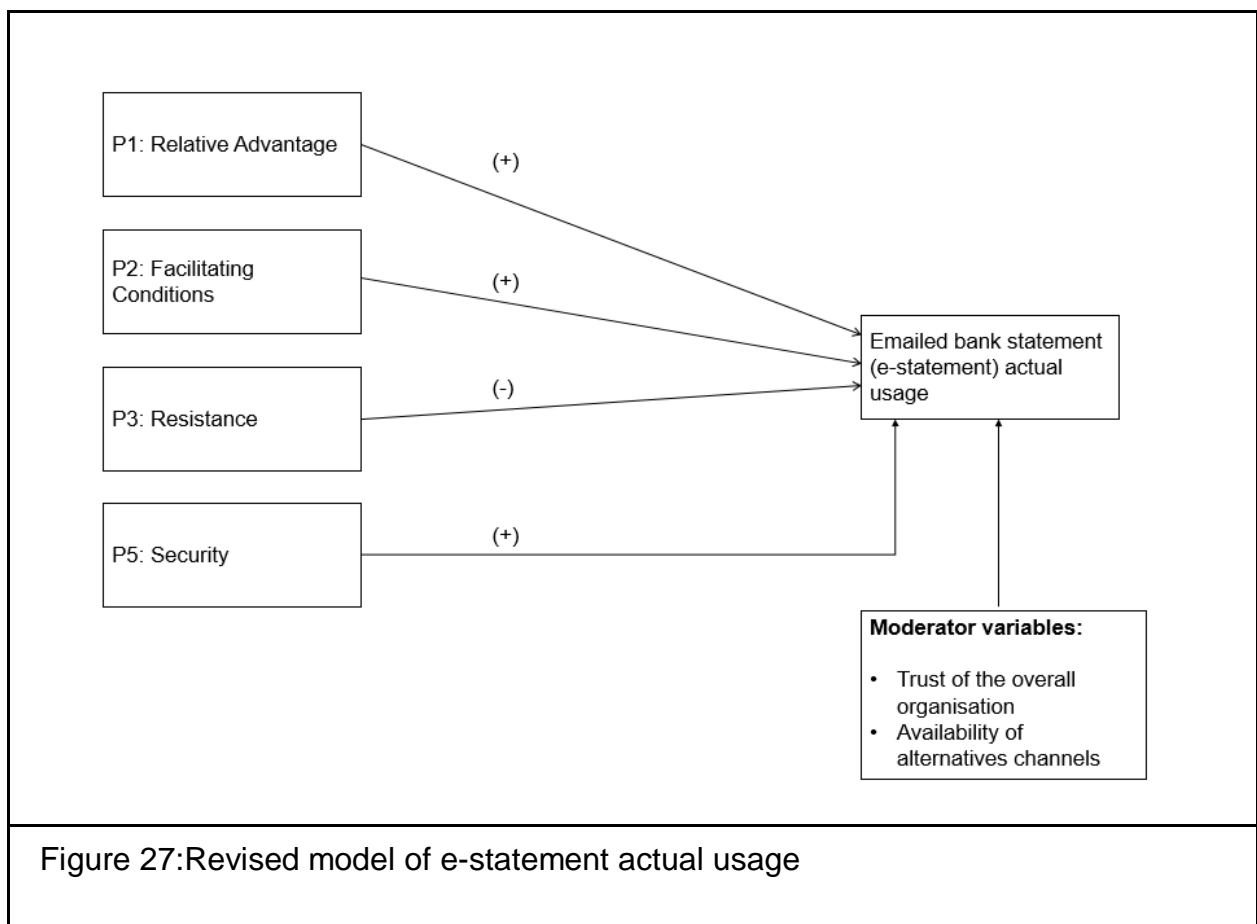 P1: Relative Advantage
(+)
P2: Facilitating
Conditions
(+)
P3: Resistance
(-)
P5: Security
(+)
Emailed bank statement
(e-statement) actual
usage
Moderator variables:
• Trust of the overall
organisation
• Availability of
alternatives channels
Figure 27:Revised model of e-statement actual usage